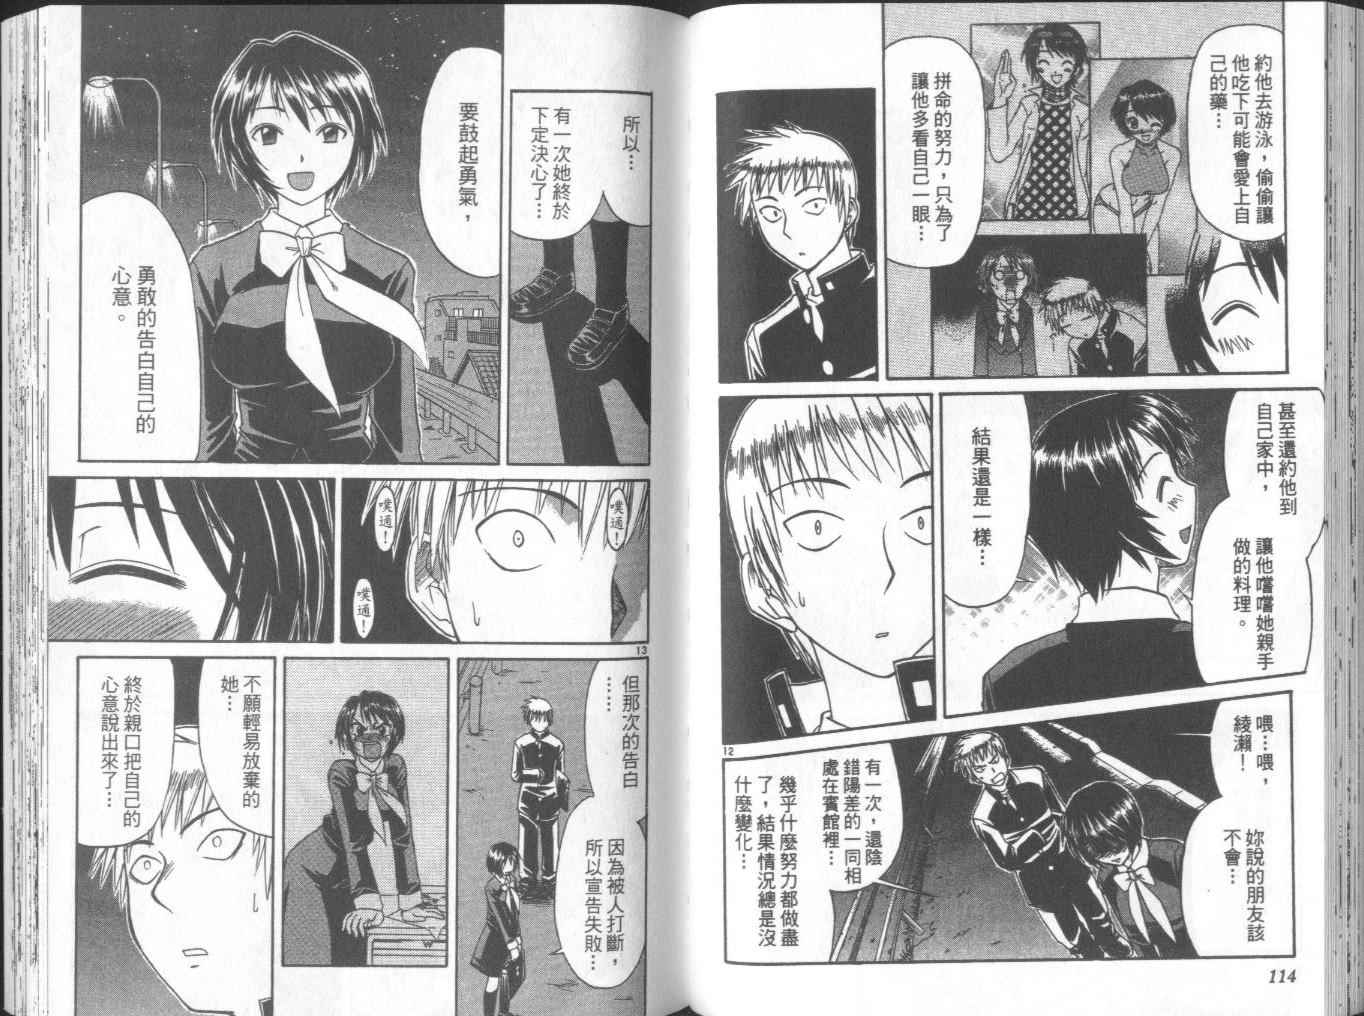 約他去游泳，偷偷讓
他吃下可能會愛上自
己的藥…
拼命的努力，只為了
讓他多看自己一眼…
甚至還約他到
自己家中，
讓他嚐嚐她親手
做的料理。
結果還是一樣…
喂…喂，
綾瀨！
妳說的朋友該
不會…
有一次，還陰
錯陽差的一同相
處在賓館裡…
幾乎什麼努力都做盡
了，結果情況總是沒
什麼變化…
12
114
所以…
有一次她終於
下定決心了…
要鼓起勇氣，
勇敢的告白自己的
心意。
噗通！
噗通！
噗通！
13
但那次的告白
……
因為被人打斷，
所以宣告失敗…
不願輕易放棄的
她…
終於親口把自己的
心意說出來了…